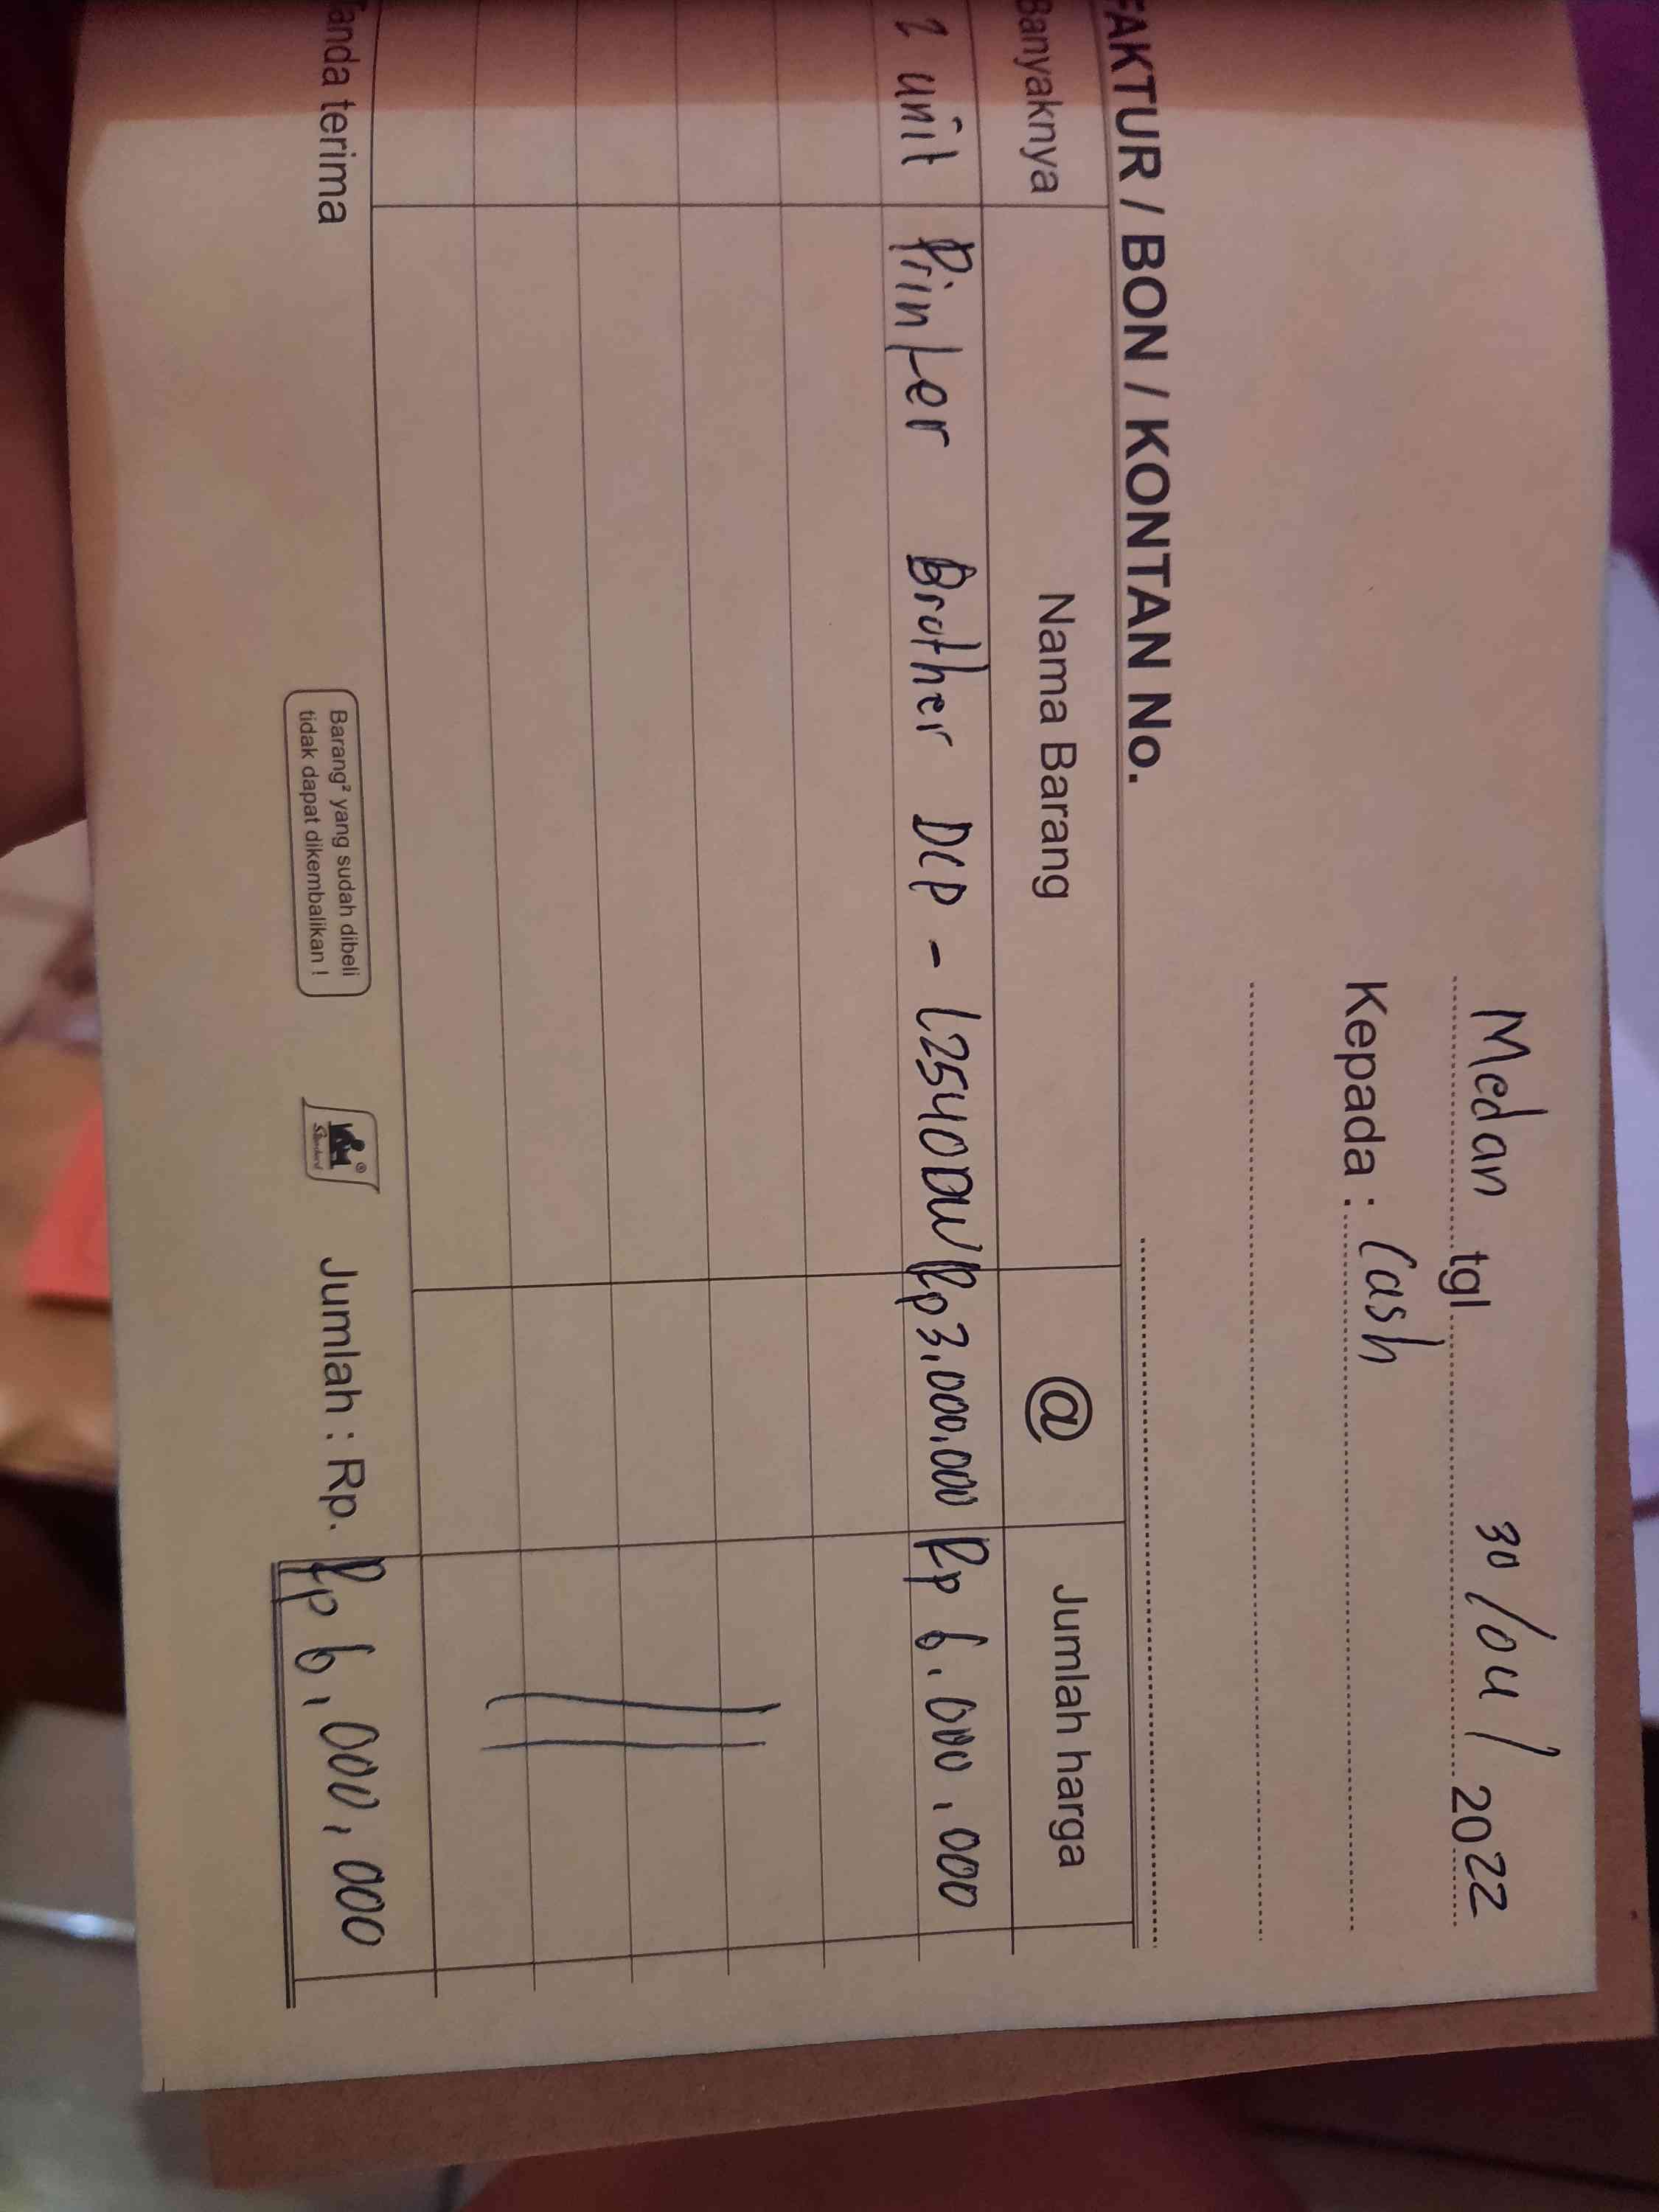 Medan tgl 30/04/2022
Kepada : Cash
FAKTUR / BON / KONTAN No.
Banyaknya Nama Barang @ Jumlah harga
2 unit Printer Brother DCP - L2540DW Rp3.000.000 Rp 6.000.000
Tanda terima Jumlah : Rp. Rp 6.000.000
Barang² yang sudah dibeli
tidak dapat dikembalikan !
Standard